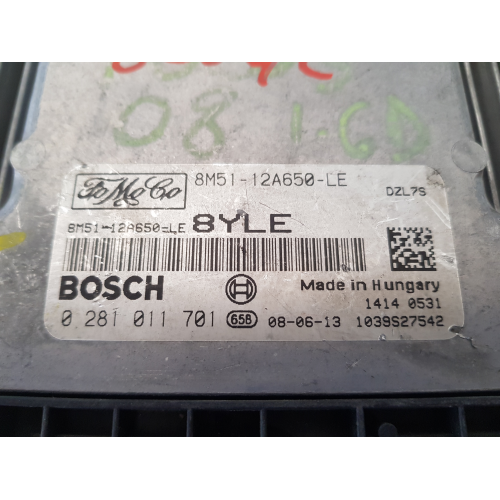 08 1.6D
FoMoCo
8M51-12A650-LE
DZL7S
8M51-12A650-LE 8YLE
BOSCH
Made in Hungary
1414 0531
0 281 011 701 658 08-06-13 1039S27542